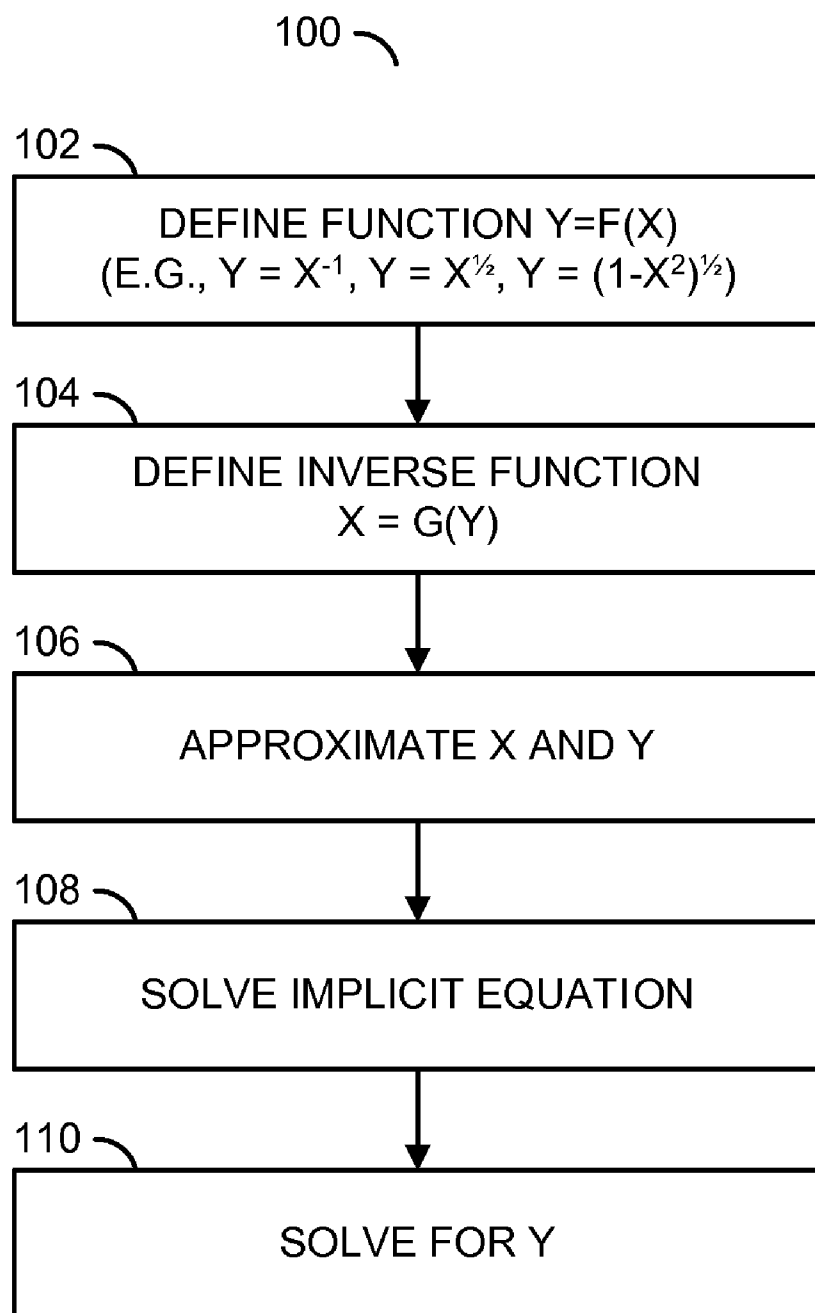 100
102
DEFINE FUNCTION Y=F(X)
(E.G., Y = X⁻¹, Y = X^½, Y = (1-X²)^½)
104
DEFINE INVERSE FUNCTION
X = G(Y)
106
APPROXIMATE X AND Y
108
SOLVE IMPLICIT EQUATION
110
SOLVE FOR Y